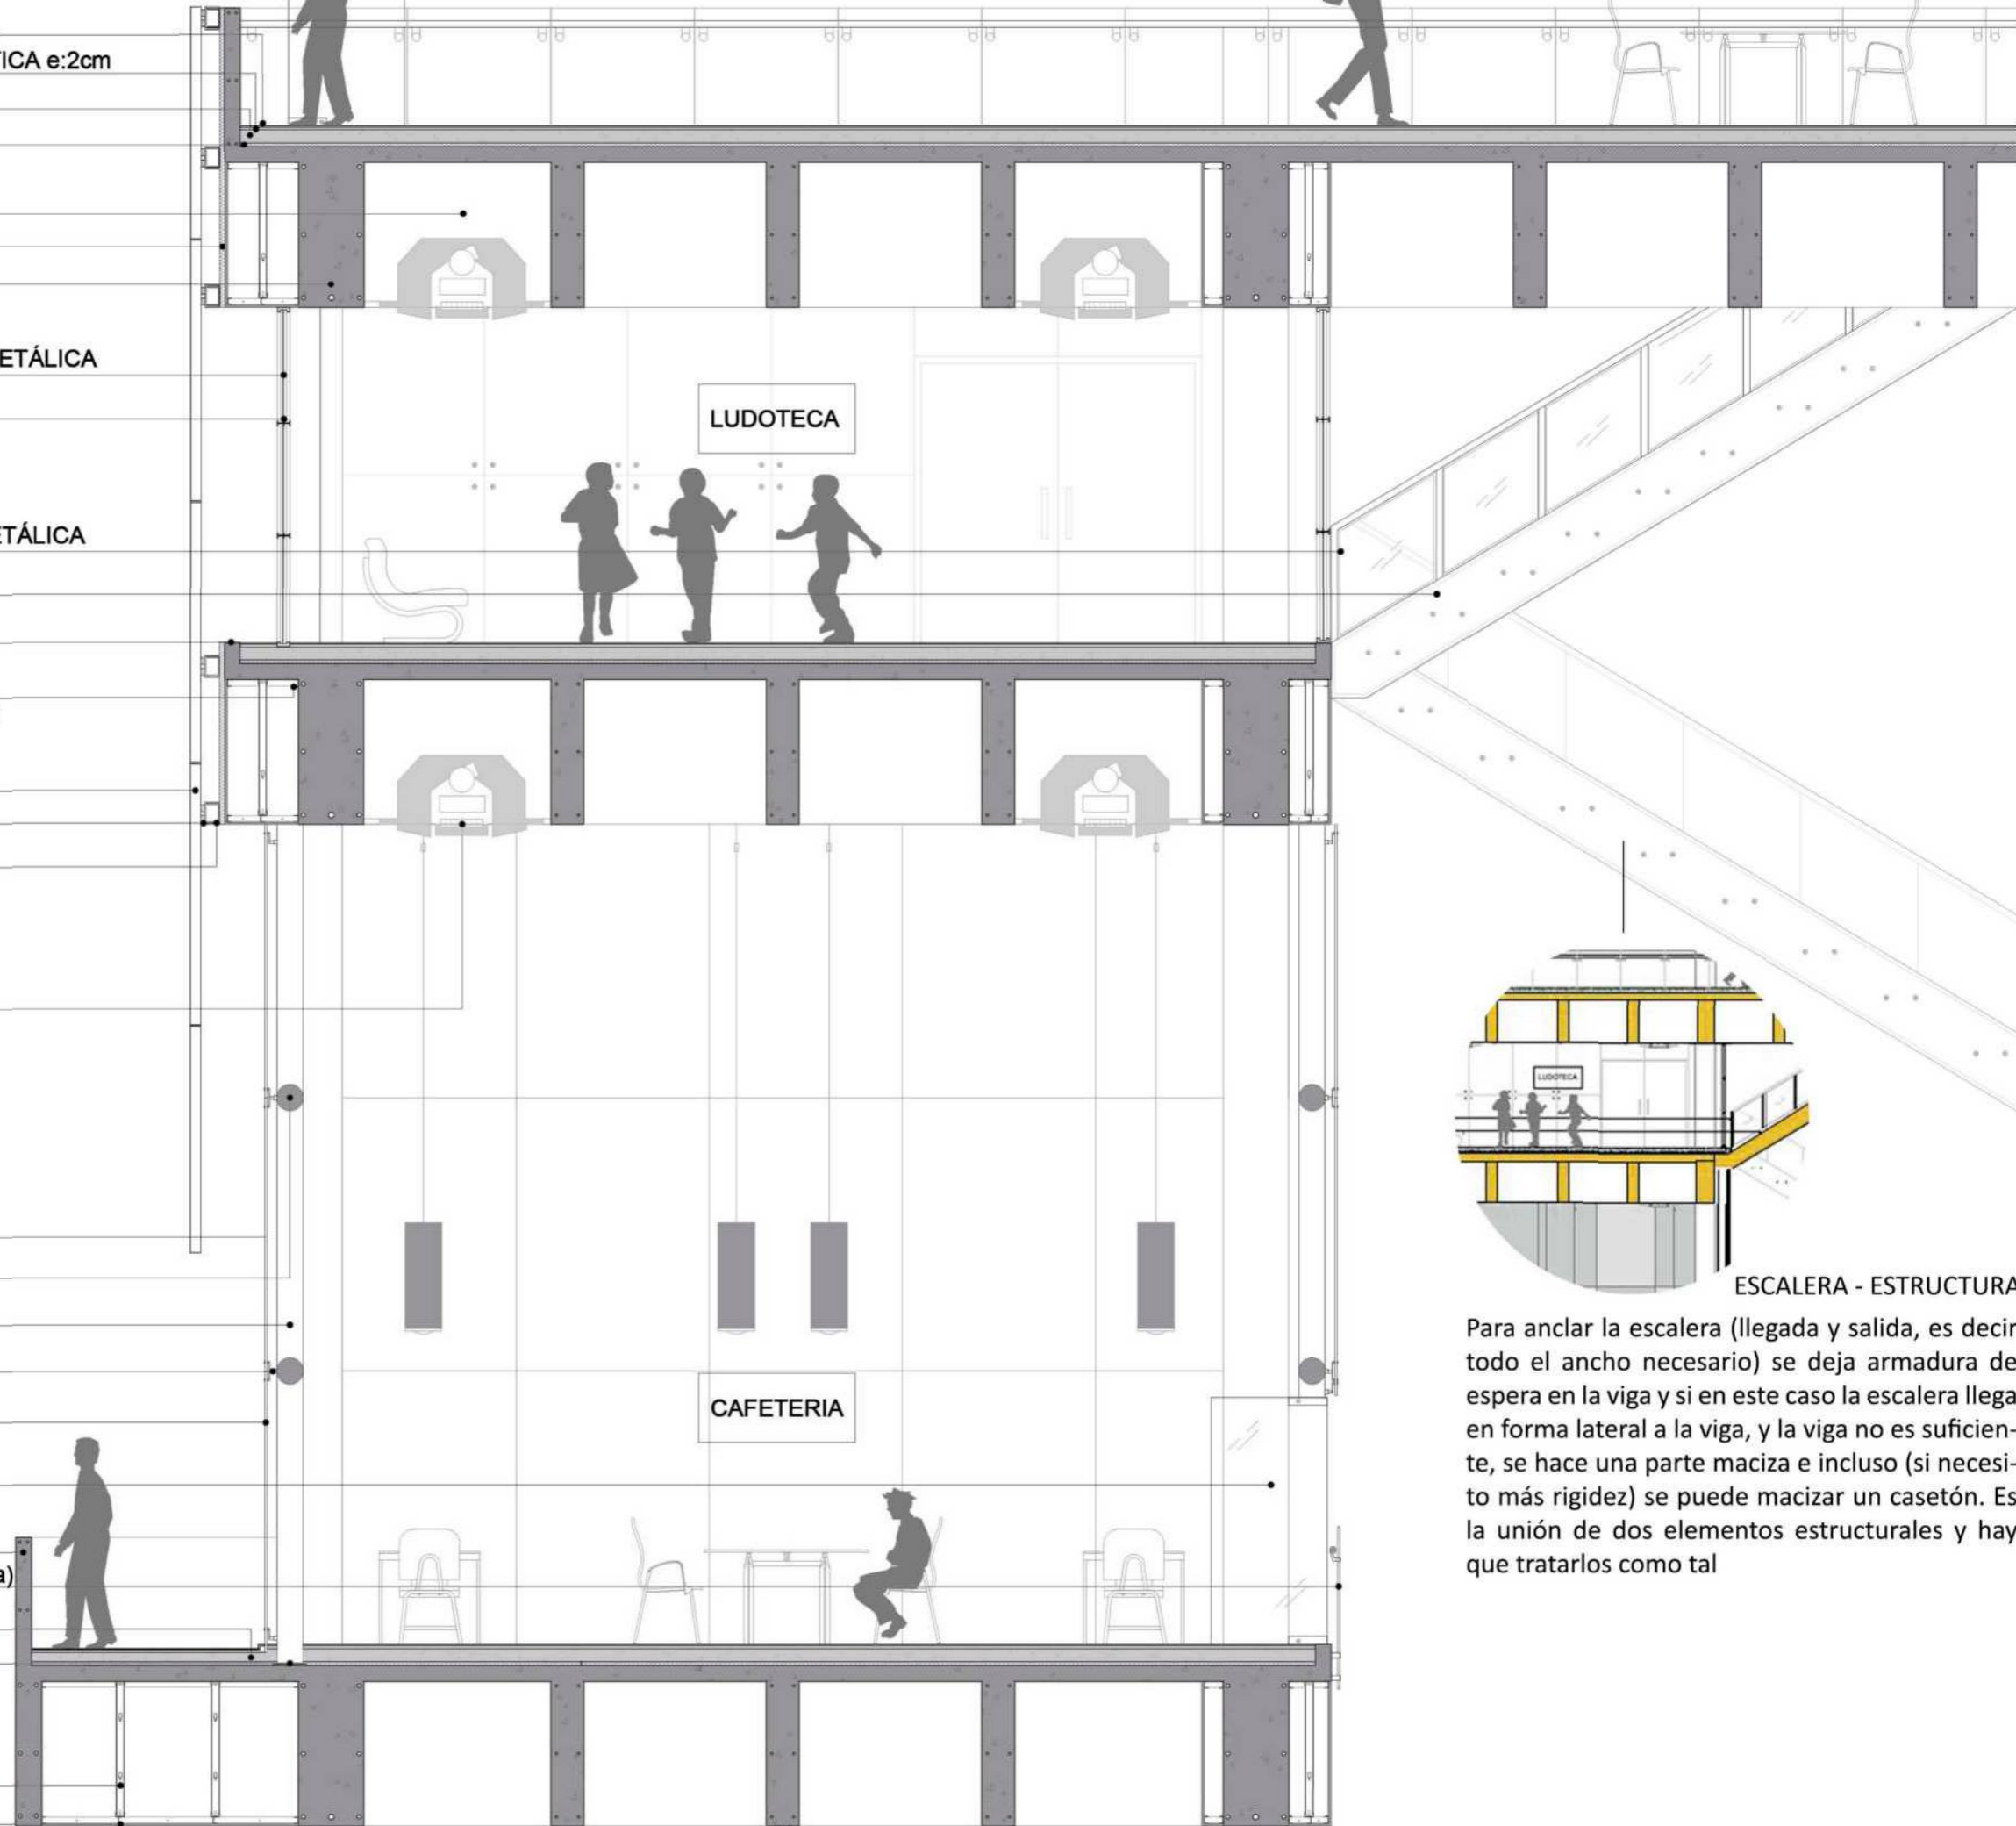 ICA e:2cm
ETÁLICA
LUDOTECA
ETÁLICA
LUDOTECA
ESCALERA - ESTRUCTURA
Para anclar la escalera (llegada y salida, es decir
todo el ancho necesario) se deja armadura de
espera en la viga y si en este caso la escalera llega
en forma lateral a la viga, y la viga no es suficien-
te, se hace una parte maciza e incluso (si necesi-
to más rigidez) se puede macizar un casetón. Es
la unión de dos elementos estructurales y hay
que tratarlos como tal
CAFETERIA
a)